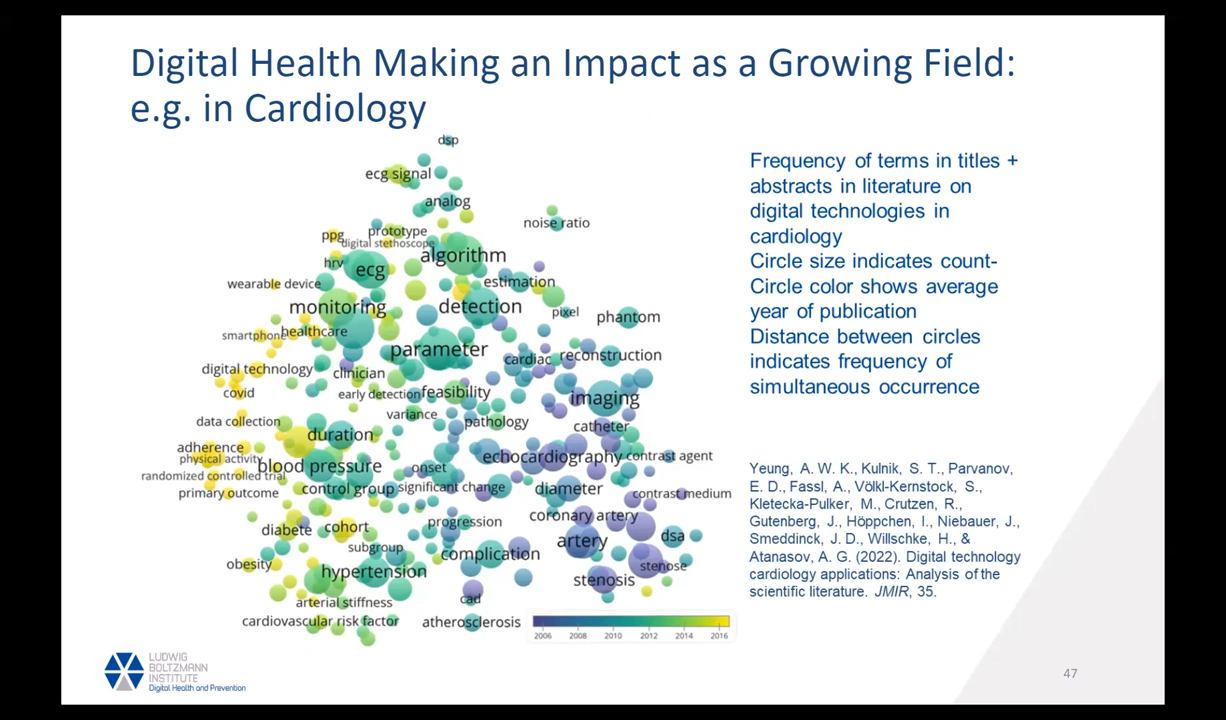 Digital Health Making an Impact as a Growing Field:
e.g. in Cardiology
dsp
ecg signal
analog
noise ratio
ppg
prototype
digital stethoscope
algorithm
hrv
ecg
wearable device
estimation
monitoring
detection
pixel
phantom
smartphone
healthcare
parameter
cardiac
reconstruction
digital technology
clinician
covid
early detection
feasibility
imaging
data collection
variance
pathology
catheter
duration
adherence
physical activity
blood pressure
onset
echocardiography
contrast agent
randomized controlled trial
primary outcome
control group
significant change
diameter
contrast medium
diabete
cohort
progression
coronary artery
subgroup
complication
artery
dsa
obesity
hypertension
stenose
stenosis
arterial stiffness
cad
cardiovascular risk factor
atherosclerosis
2006 2008 2010 2012 2014 2016
Frequency of terms in titles +
abstracts in literature on
digital technologies in
cardiology
Circle size indicates count-
Circle color shows average
year of publication
Distance between circles
indicates frequency of
simultaneous occurrence
Yeung, A. W. K., Kulnik, S. T., Parvanov,
E. D., Fassl, A., Völkl-Kernstock, S.,
Kletecka-Pulker, M., Crutzen, R.,
Gutenberg, J., Höppchen, I., Niebauer, J.,
Smeddinck, J. D., Willschke, H., &
Atanasov, A. G. (2022). Digital technology
cardiology applications: Analysis of the
scientific literature. JMIR, 35.
LUDWIG
BOLTZMANN
INSTITUTE
Digital Health and Prevention
47